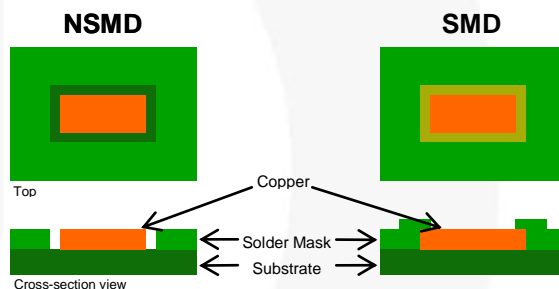 NSMD
SMD
Top
Copper
Solder Mask
Substrate
Cross-section view